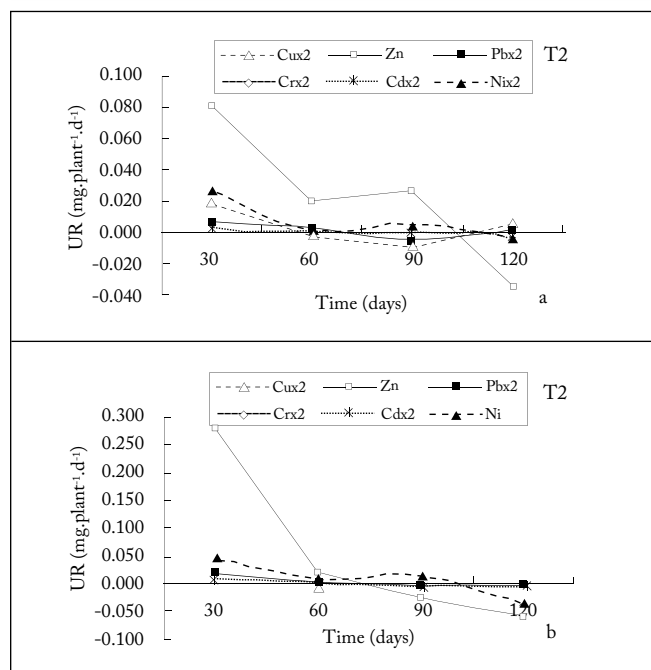 T2
Cux2 Zn Pbx2
Crx2 Cdx2 Nix2
0.100
0.080
0.060
0.040
0.020
0.000
-0.020
-0.040
UR (mg.plant⁻¹.d⁻¹)
30 60 90 120
Time (days)
a
T2
Cux2 Zn Pbx2
Crx2 Cdx2 Ni
0.300
0.250
0.200
0.150
0.100
0.050
0.000
-0.050
-0.100
UR (mg.plant⁻¹.d⁻¹)
30 60 90 120
Time (days)
b